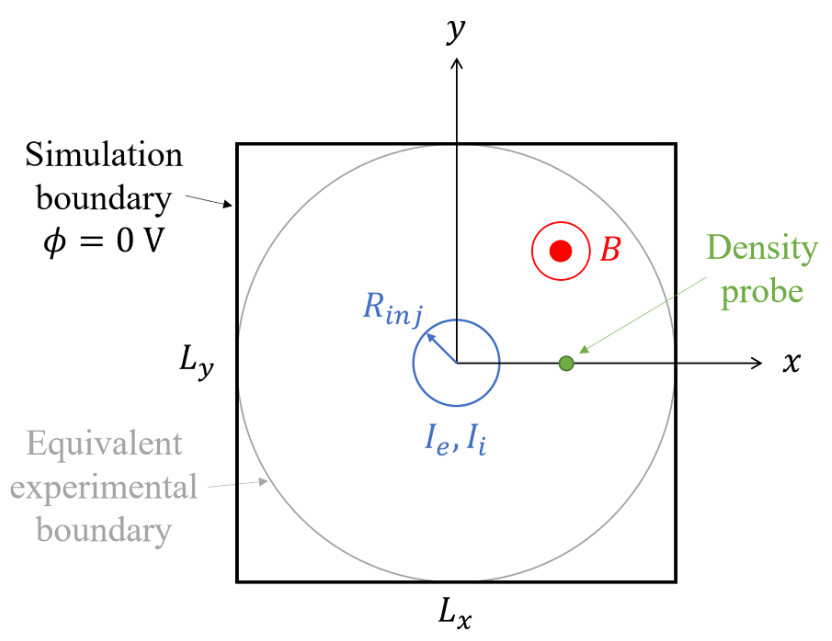 y
Simulation
boundary
ϕ = 0 V
B
Density
probe
R_inj
L_y
x
I_e, I_i
Equivalent
experimental
boundary
L_x